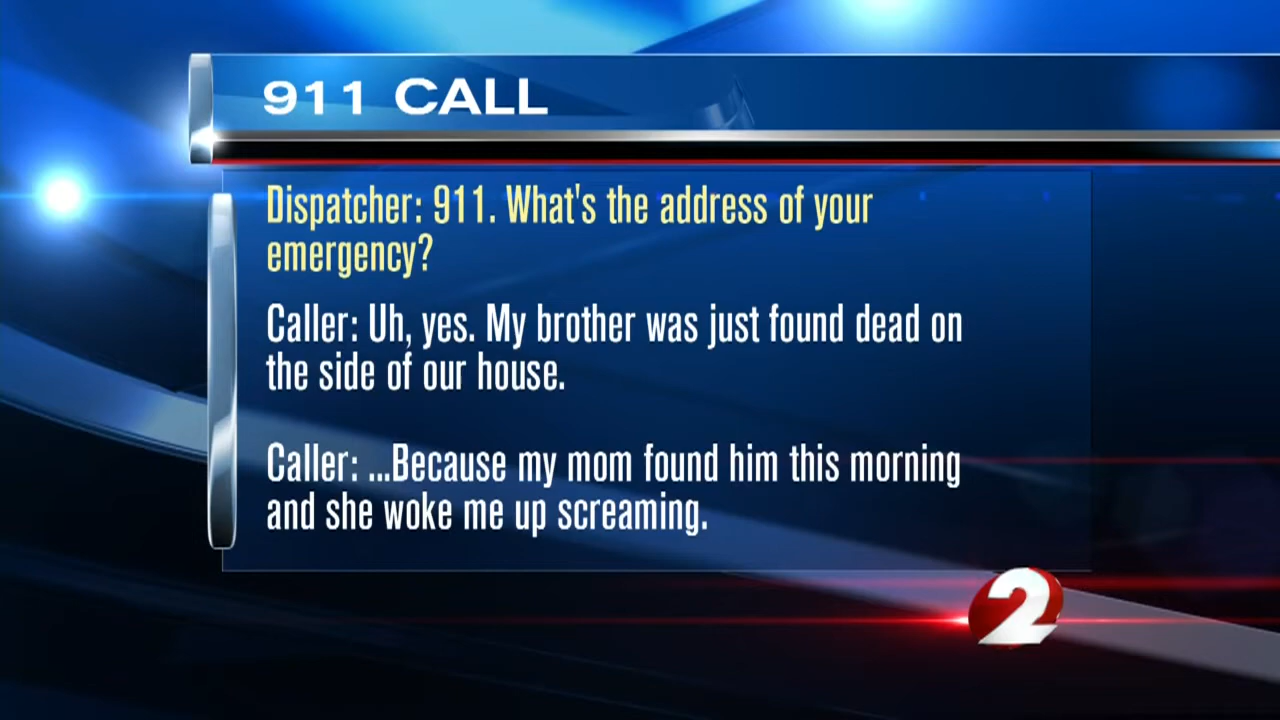 911 CALL
Dispatcher: 911. What's the address of your
emergency?
Caller: Uh, yes. My brother was just found dead on
the side of our house.
Caller: ...Because my mom found him this morning
and she woke me up screaming.
2